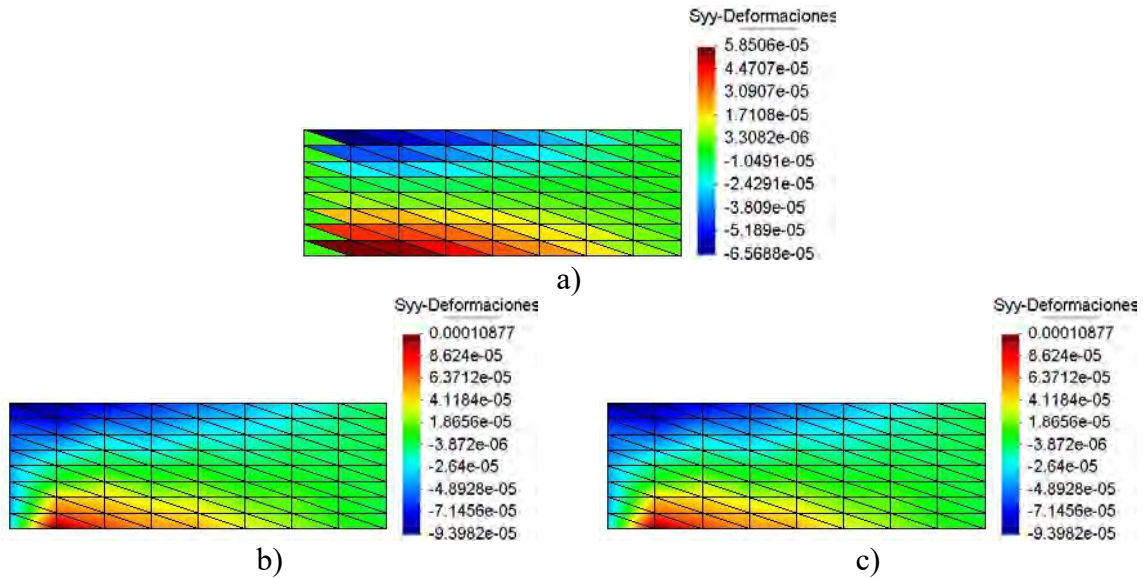 Syy-Deformaciones
5.8506e-05
4.4707e-05
3.0907e-05
1.7108e-05
3.3082e-06
-1.0491e-05
-2.4291e-05
-3.809e-05
-5.189e-05
-6.5688e-05
a)
Syy-Deformaciones
0.00010877
8.624e-05
6.3712e-05
4.1184e-05
1.8656e-05
-3.872e-06
-2.64e-05
-4.8928e-05
-7.1456e-05
-9.3982e-05
b)
Syy-Deformaciones
0.00010877
8.624e-05
6.3712e-05
4.1184e-05
1.8656e-05
-3.872e-06
-2.64e-05
-4.8928e-05
-7.1456e-05
-9.3982e-05
c)